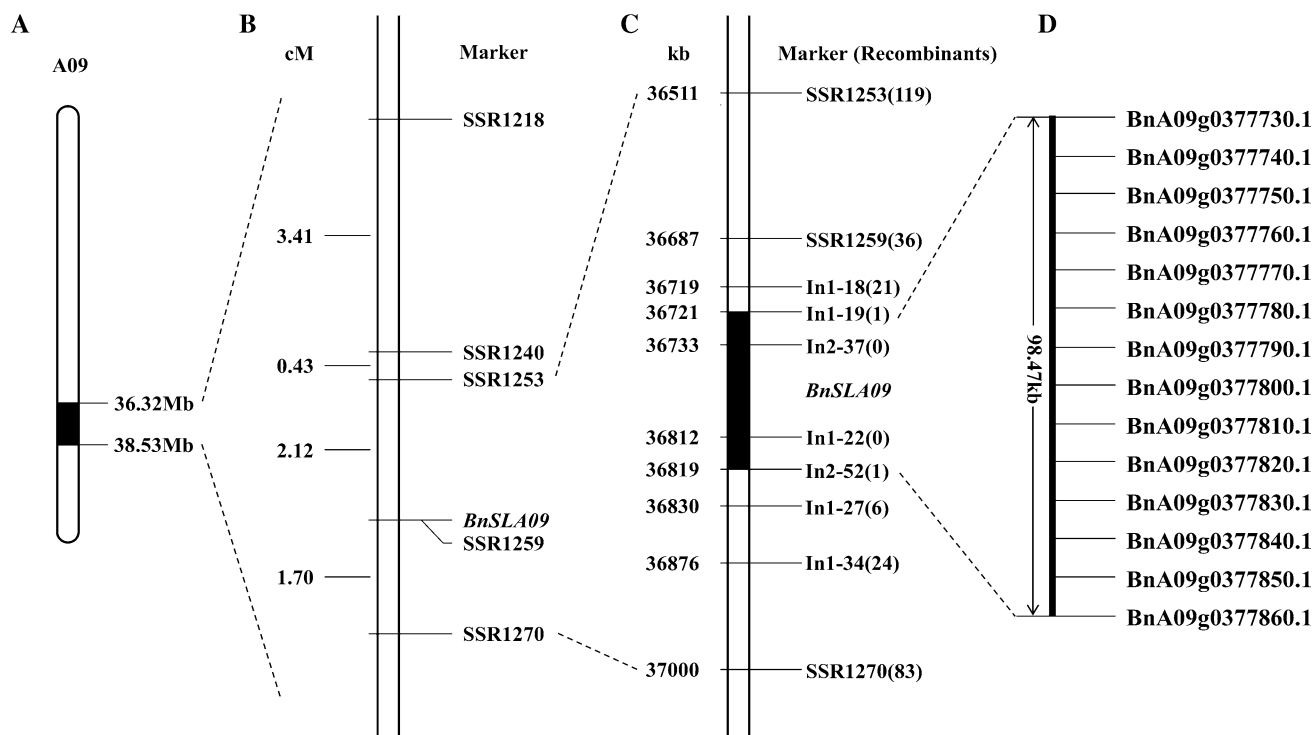 A
A09
36.32Mb
38.53Mb
B
cM
Marker
SSR1218
3.41
SSR1240
0.43
SSR1253
2.12
BnSLA09
SSR1259
1.70
SSR1270
C
kb
Marker (Recombinants)
36511 SSR1253(119)
36687 SSR1259(36)
36719 In1-18(21)
36721 In1-19(1)
36733 In2-37(0)
BnSLA09
36812 In1-22(0)
36819 In2-52(1)
36830 In1-27(6)
36876 In1-34(24)
37000 SSR1270(83)
D
98.47kb
BnA09g0377730.1
BnA09g0377740.1
BnA09g0377750.1
BnA09g0377760.1
BnA09g0377770.1
BnA09g0377780.1
BnA09g0377790.1
BnA09g0377800.1
BnA09g0377810.1
BnA09g0377820.1
BnA09g0377830.1
BnA09g0377840.1
BnA09g0377850.1
BnA09g0377860.1